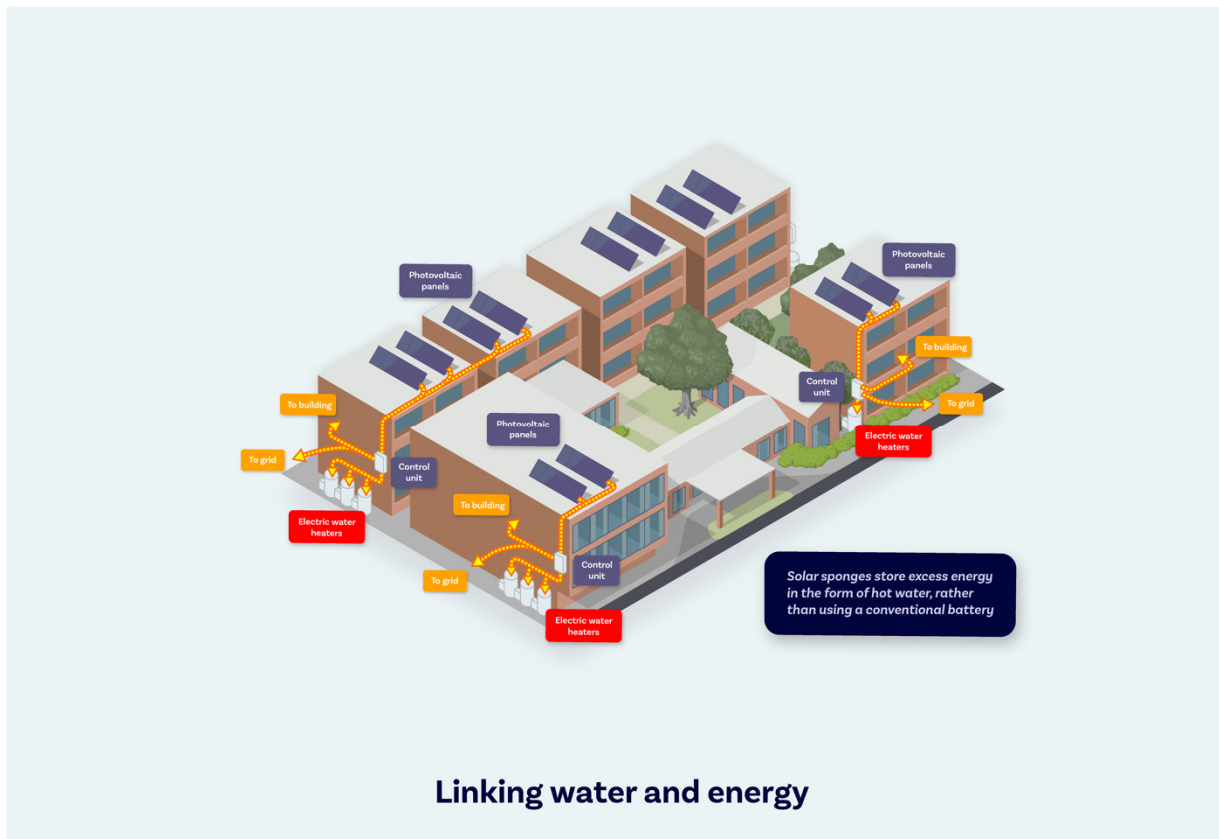 Photovoltaic
panels
Photovoltaic
panels
To building
Control
unit
To building
To grid
To grid
Control
unit
Electric water
heaters
Photovoltaic
panels
To building
Control
unit
To grid
Electric water
heaters
Electric water
heaters
Solar sponges store excess energy
in the form of hot water, rather
than using a conventional battery
Linking water and energy